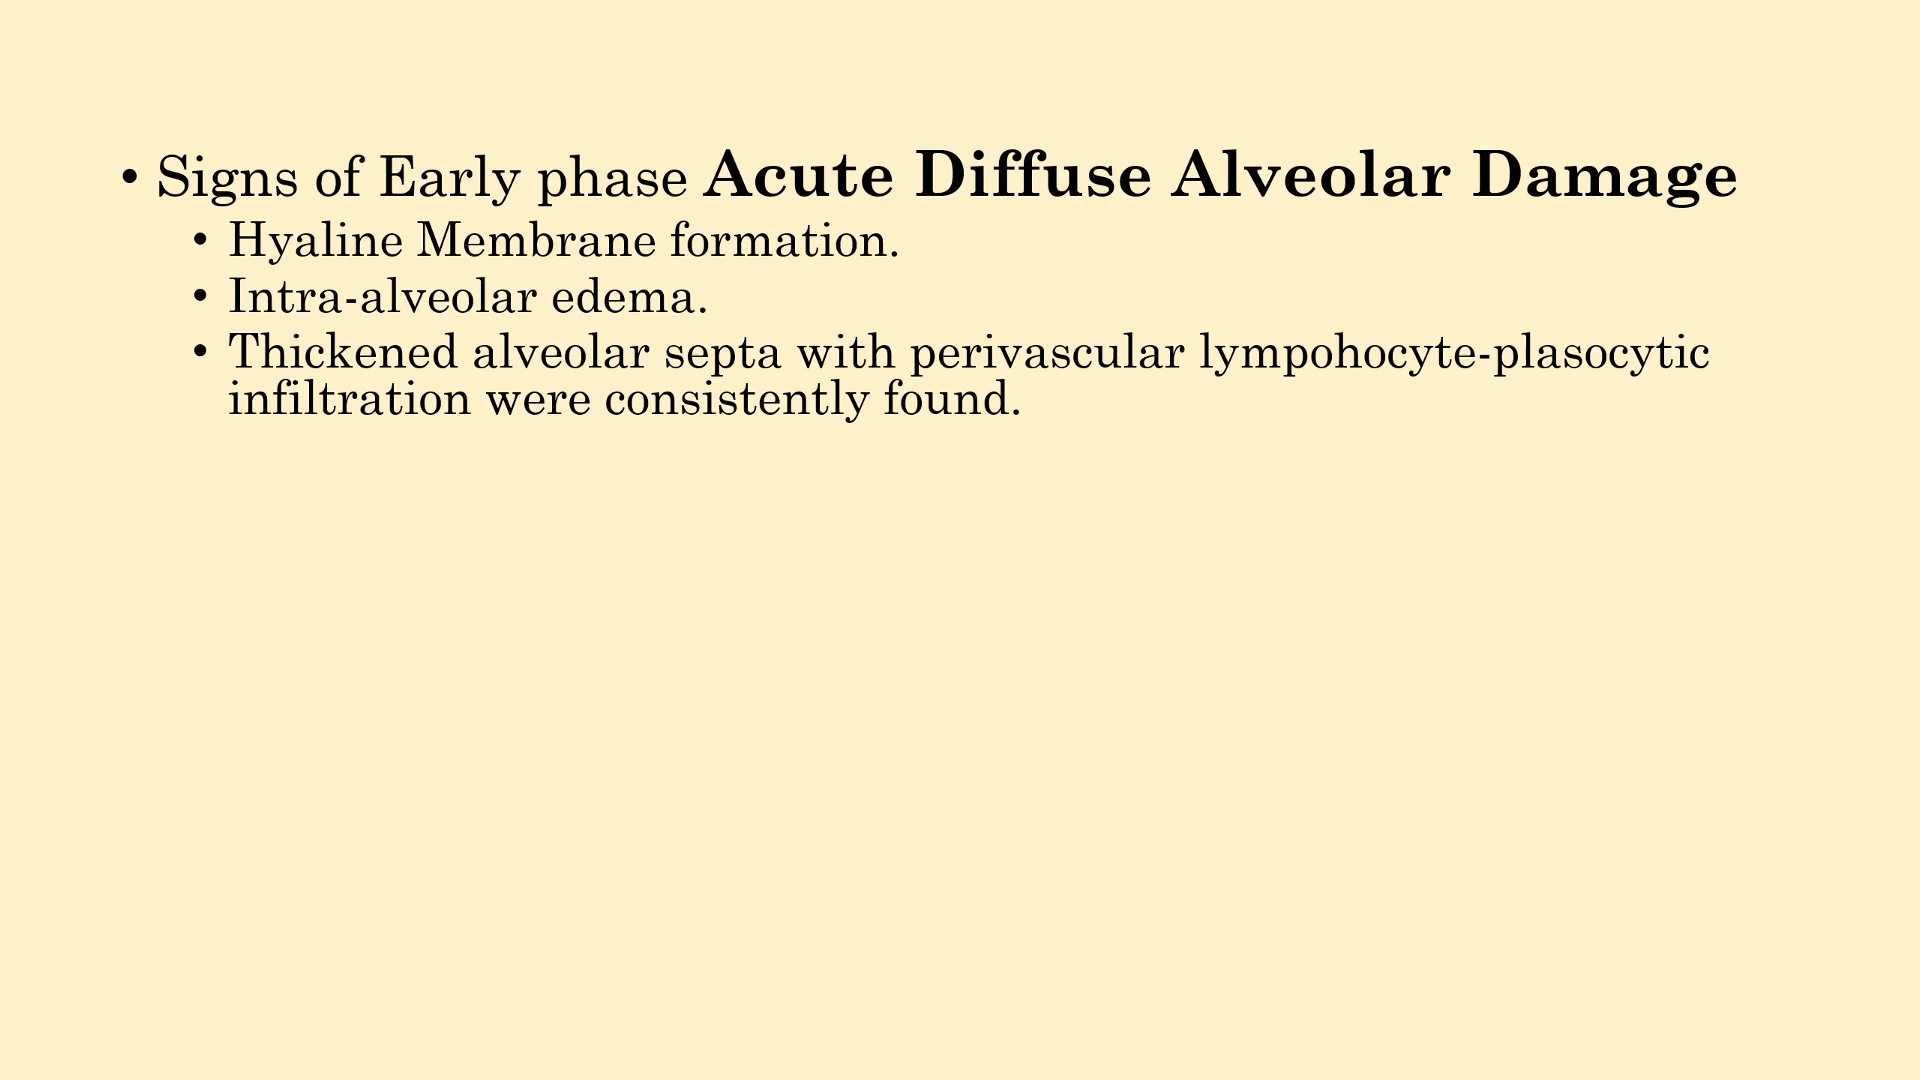 • Signs of Early phase Acute Diffuse Alveolar Damage
• Hyaline Membrane formation.
• Intra-alveolar edema.
• Thickened alveolar septa with perivascular lympohocyte-plasocytic
infiltration were consistently found.